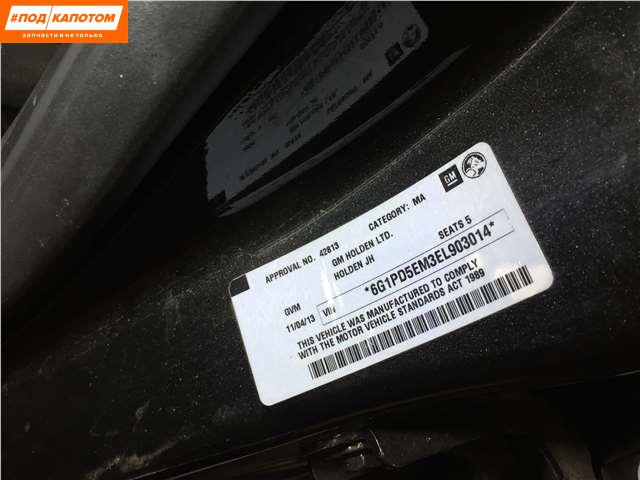 #ПОД КАПОТОМ
запчасти и не только
GM
APPROVAL NO. 42813 CATEGORY: MA
GM HOLDEN LTD.
HOLDEN JH SEATS 5
GVM
11/04/13 VIN *6G1PD5EM3EL903014*
THIS VEHICLE WAS MANUFACTURED TO COMPLY
WITH THE MOTOR VEHICLE STANDARDS ACT 1989